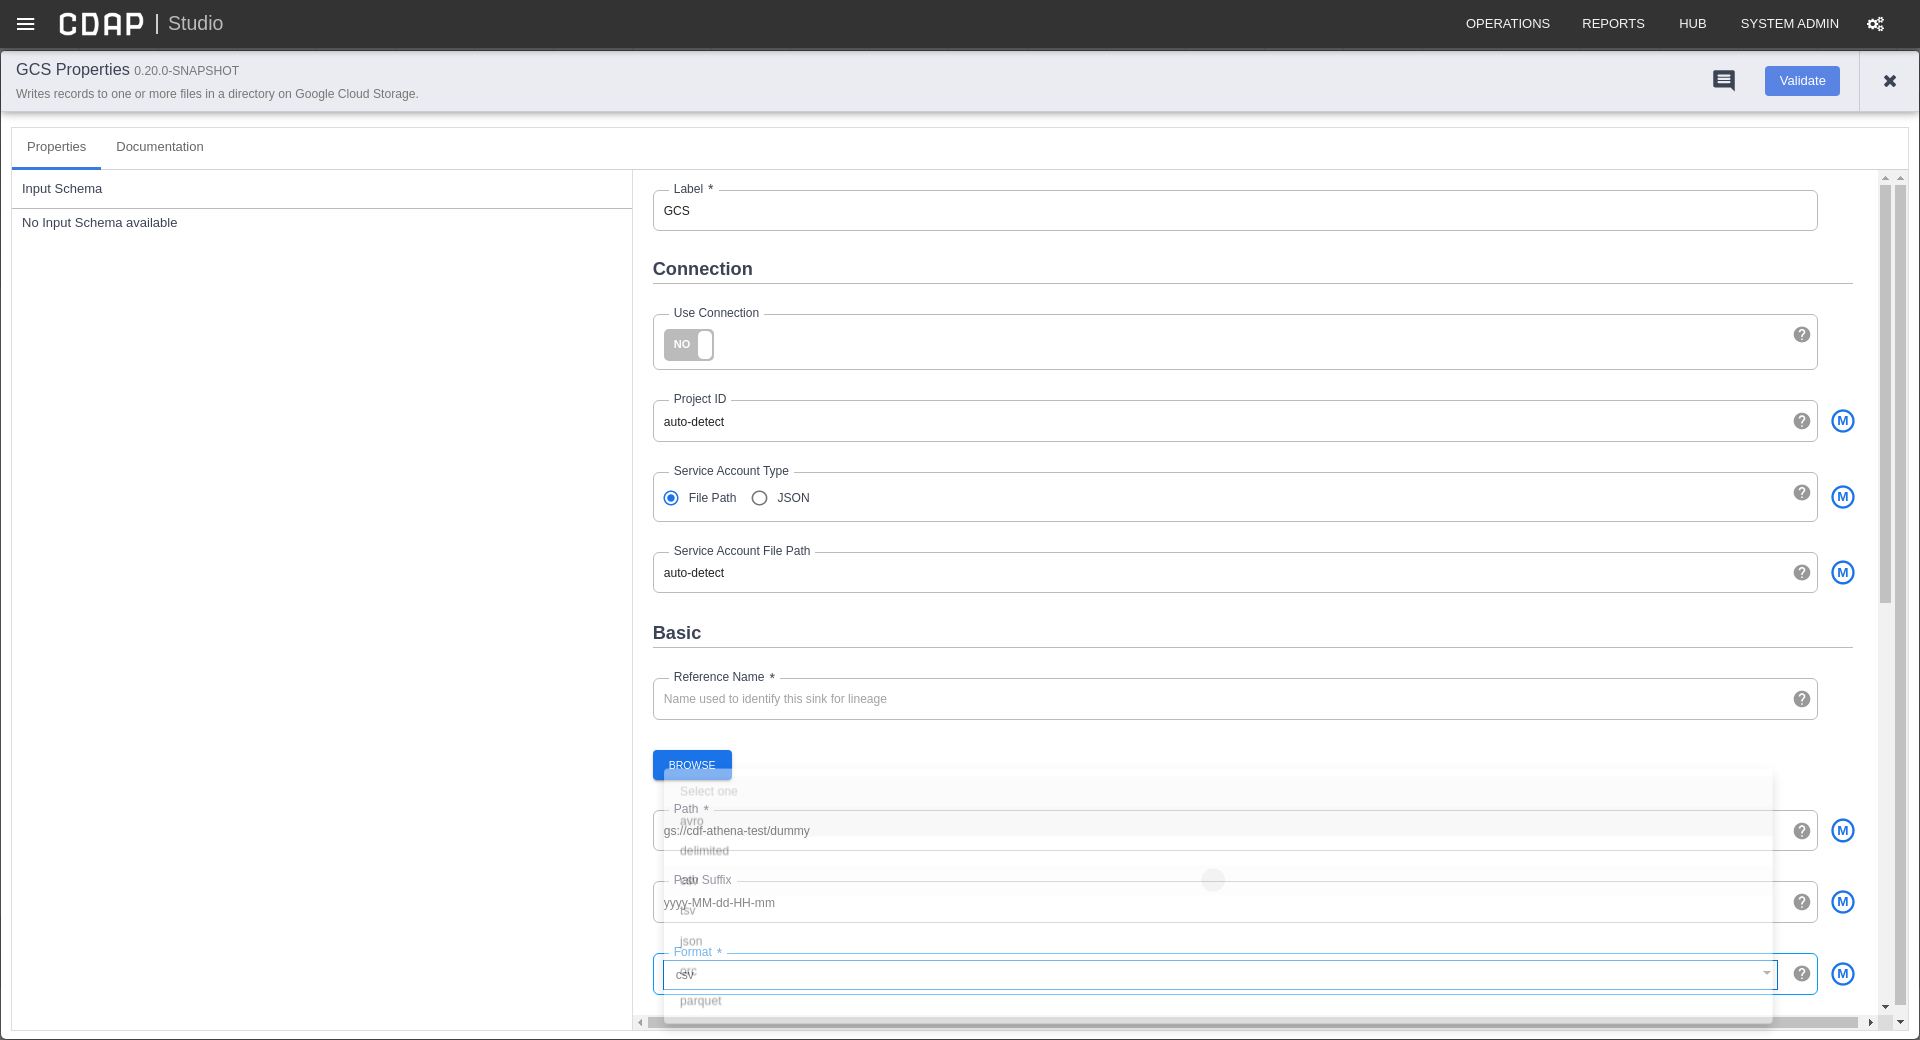 CDAP | Studio
OPERATIONS REPORTS HUB SYSTEM ADMIN
GCS Properties 0.20.0-SNAPSHOT
Writes records to one or more files in a directory on Google Cloud Storage.
Validate
Properties Documentation
Input Schema
No Input Schema available
Label *
GCS
Connection
Use Connection
NO
Project ID
auto-detect
M
Service Account Type
File Path JSON
M
Service Account File Path
auto-detect
M
Basic
Reference Name *
Name used to identify this sink for lineage
BROWSE
Select one
Path *
avro
gs://cdf-athena-test/dummy
M
delimited
Path Suffix
csv
yyyy-MM-dd-HH-mm
M
tsv
json
Format *
orc
csv
M
parquet